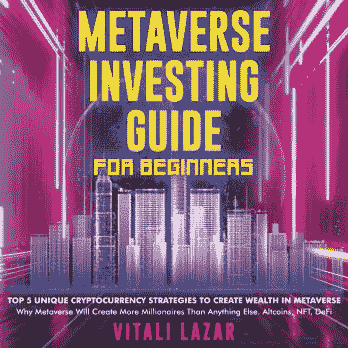 METAVERSE
INVESTING
GUIDE
FOR BEGINNERS
TOP 5 UNIQUE CRYPTOCURRENCY STRATEGIES TO CREATE WEALTH IN METAVERSE
Why Metaverse Will Create More Millionaires Than Anything Else. Altcoins, NFT, DeFi
VITALI LAZAR